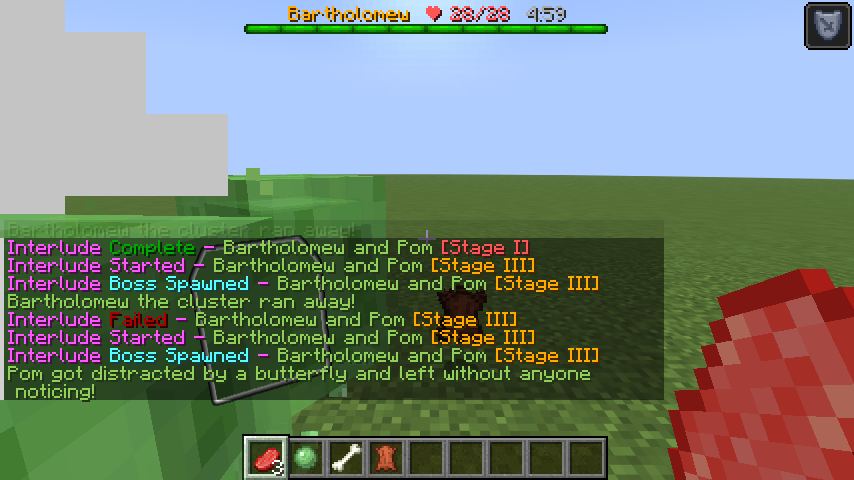 Bartholomew ❤ 28/28 4:59
Bartholomew the cluster ran away!
Interlude Complete - Bartholomew and Pom [Stage I]
Interlude Started - Bartholomew and Pom [Stage III]
Interlude Boss Spawned - Bartholomew and Pom [Stage III]
Bartholomew the cluster ran away!
Interlude Failed - Bartholomew and Pom [Stage III]
Interlude Started - Bartholomew and Pom [Stage III]
Interlude Boss Spawned - Bartholomew and Pom [Stage III]
Pom got distracted by a butterfly and left without anyone
noticing!
3